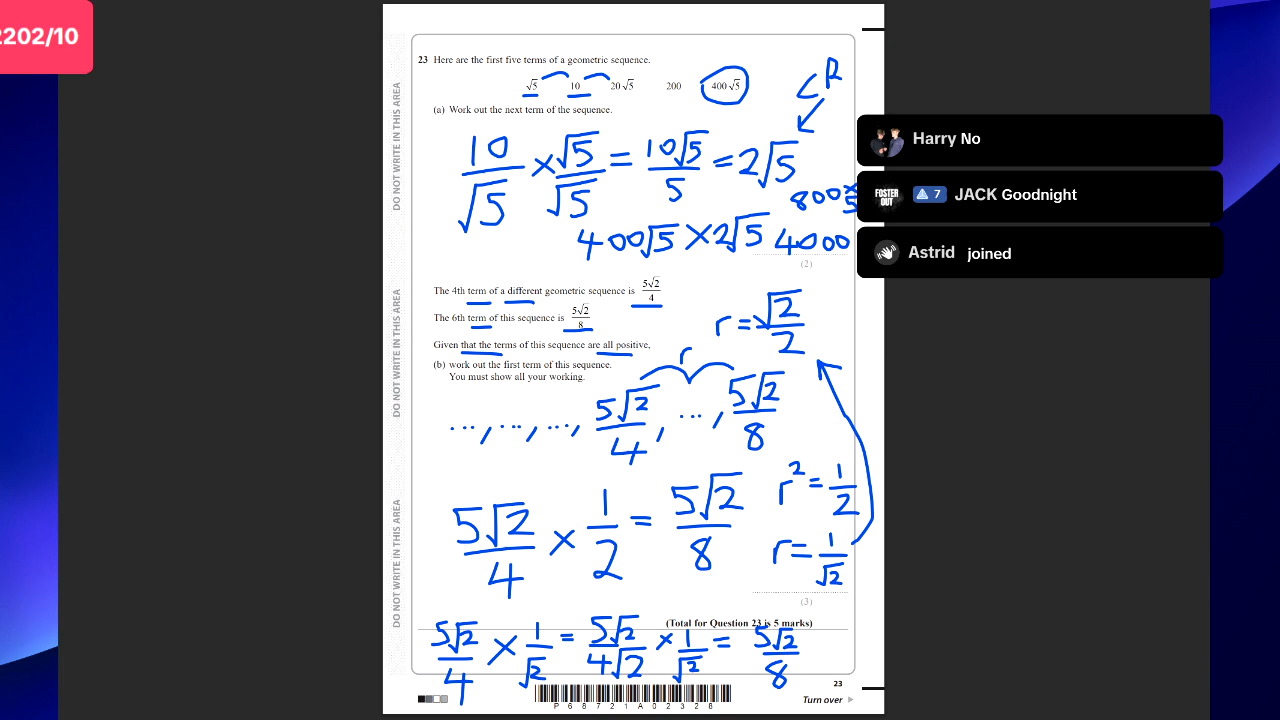 2202/10
23 Here are the first five terms of a geometric sequence.
√5 10 20√5 200 400√5
CR
(a) Work out the next term of the sequence.
10/√5 × √5/√5 = 10√5/5 = 2√5
800×5
400√5 × 2√5 4000
(2)
The 4th term of a different geometric sequence is 5√2/4
The 6th term of this sequence is 5√2/8
r = √2/2
Given that the terms of this sequence are all positive,
(b) work out the first term of this sequence.
You must show all your working.
r
..., ..., ..., 5√2/4, ..., 5√2/8
r² = 1/2
5√2/4 × 1/2 = 5√2/8
r = 1/√2
(3)
(Total for Question 23 is 5 marks)
5√2/4 × 1/√2 = 5√2/4√2 × 1/√2 = 5√2/8
23
P68721A02328
Turn over
DO NOT WRITE IN THIS AREA
DO NOT WRITE IN THIS AREA
DO NOT WRITE IN THIS AREA
Harry No
FOSTER OUT
7 JACK Goodnight
Astrid joined